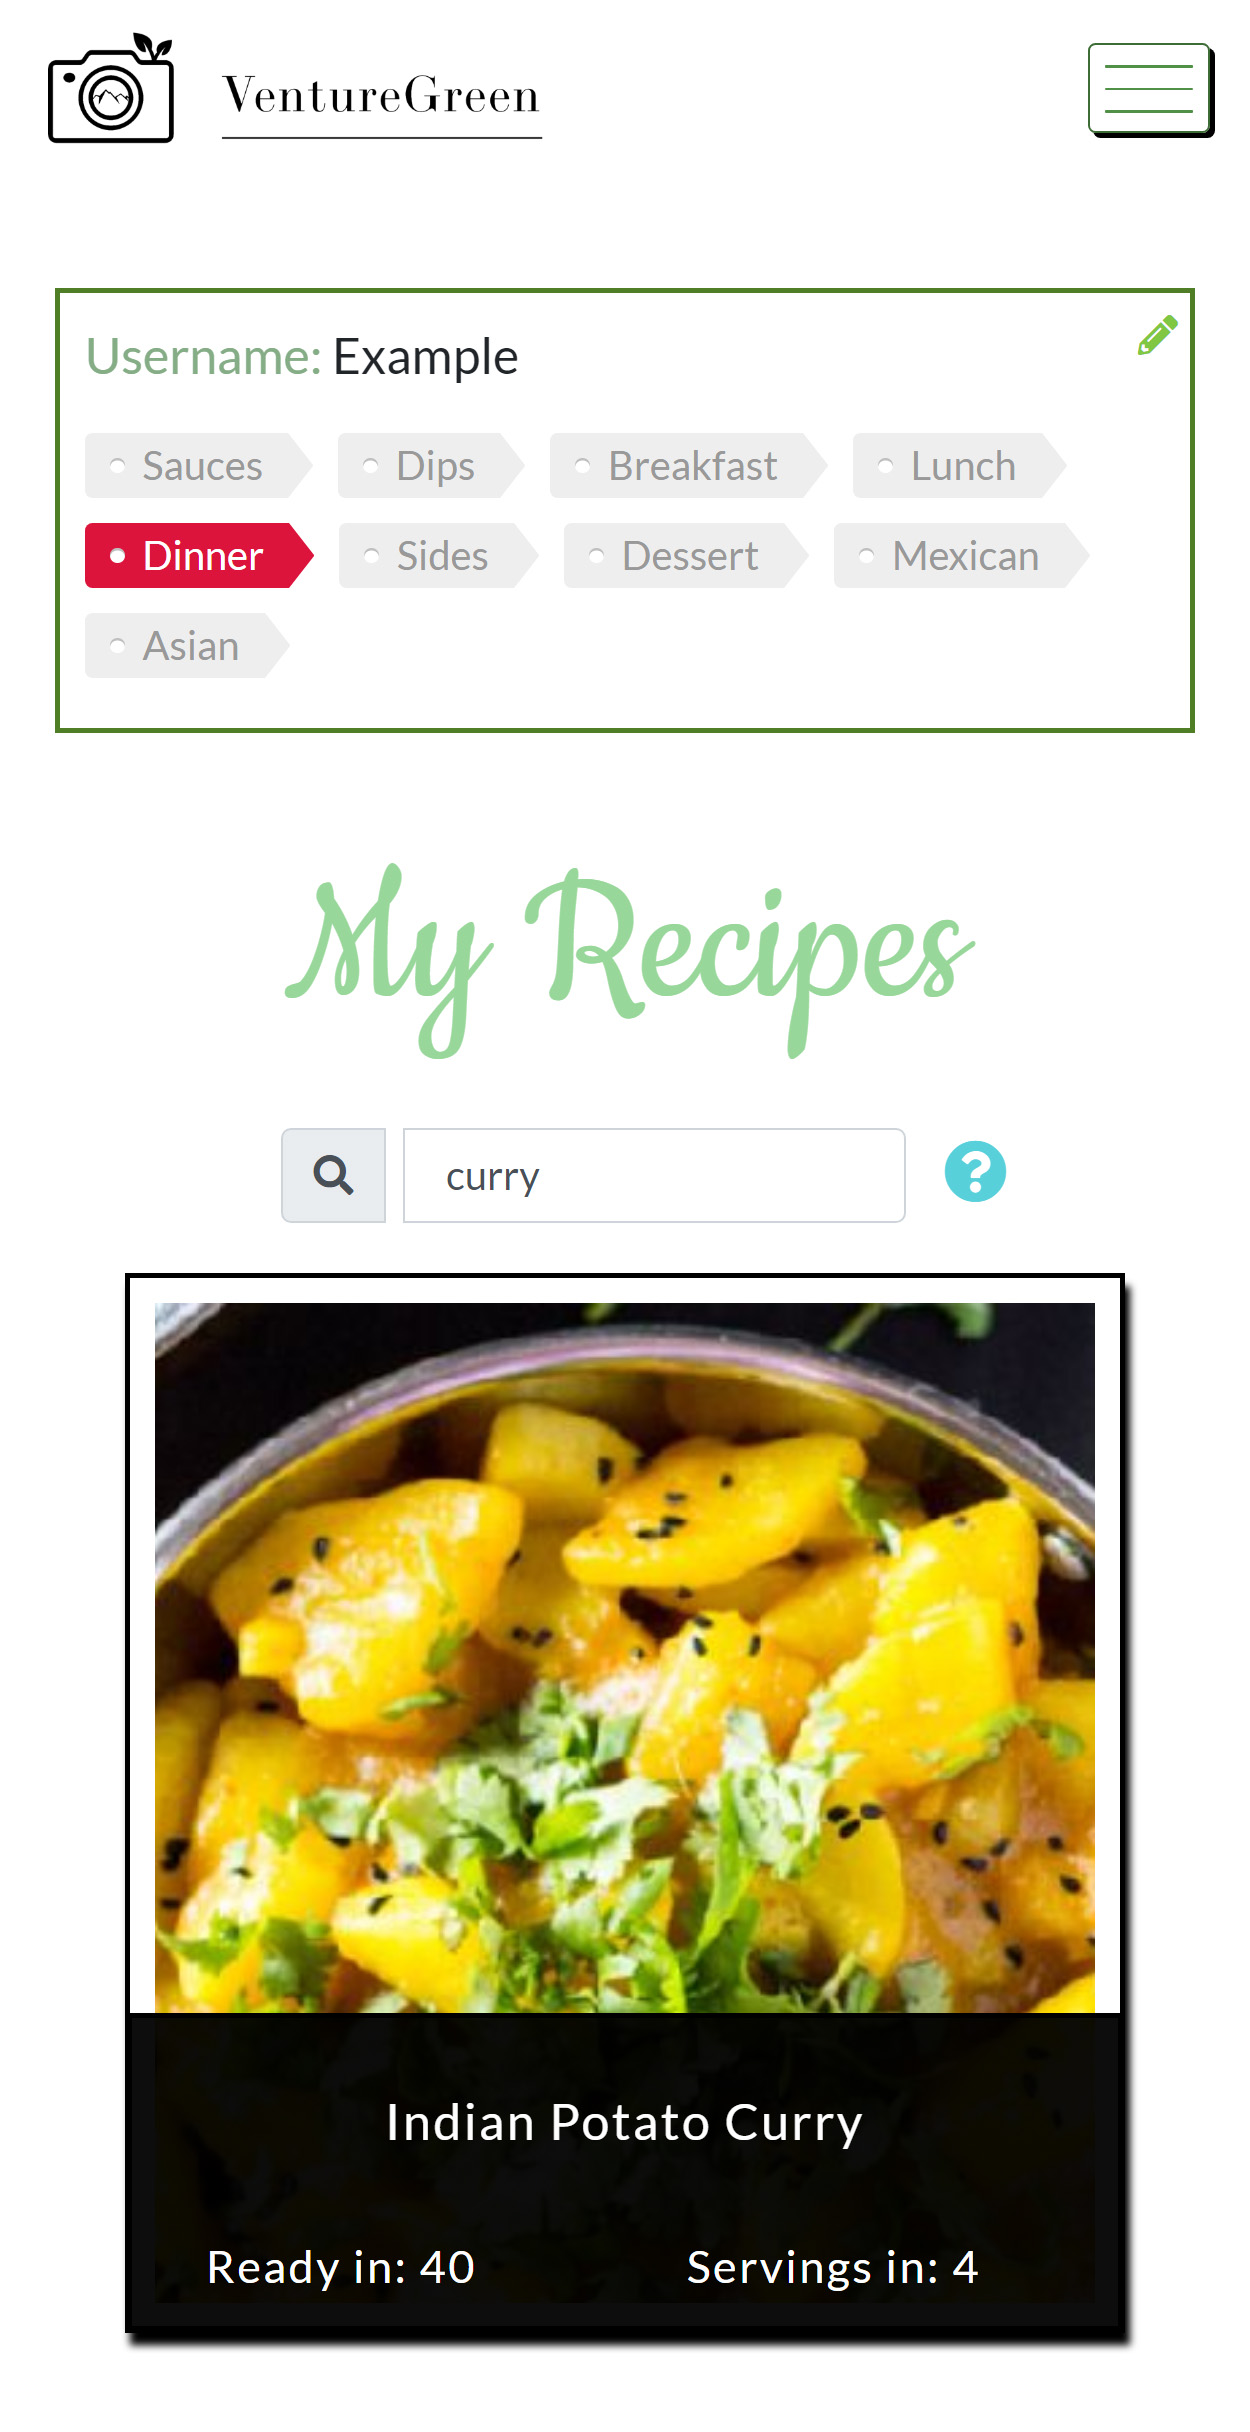 VentureGreen
Username: Example
Sauces Dips Breakfast Lunch
Dinner Sides Dessert Mexican
Asian
My Recipes
curry
Indian Potato Curry
Ready in: 40 Servings in: 4